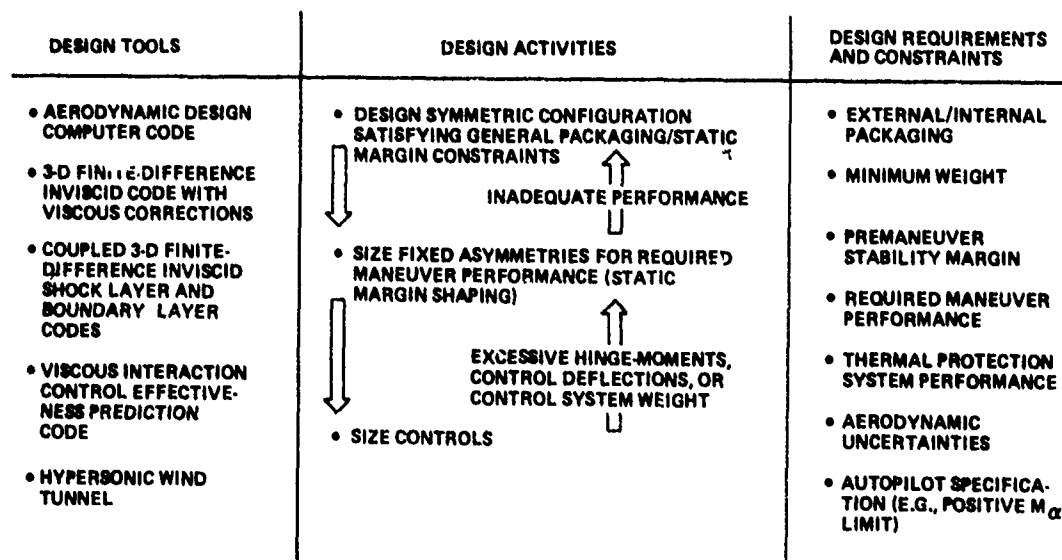 DESIGN TOOLS
• AERODYNAMIC DESIGN
COMPUTER CODE
• 3-D FINITE-DIFFERENCE
INVISCID CODE WITH
VISCOUS CORRECTIONS
• COUPLED 3-D FINITE-
DIFFERENCE INVISCID
SHOCK LAYER AND
BOUNDARY LAYER
CODES
• VISCOUS INTERACTION
CONTROL EFFECTIVE-
NESS PREDICTION
CODE
• HYPERSONIC WIND
TUNNEL
DESIGN ACTIVITIES
• DESIGN SYMMETRIC CONFIGURATION
SATISFYING GENERAL PACKAGING/STATIC
MARGIN CONSTRAINTS
INADEQUATE PERFORMANCE
• SIZE FIXED ASYMMETRIES FOR REQUIRED
MANEUVER PERFORMANCE (STATIC
MARGIN SHAPING)
EXCESSIVE HINGE-MOMENTS,
CONTROL DEFLECTIONS, OR
CONTROL SYSTEM WEIGHT
• SIZE CONTROLS
DESIGN REQUIREMENTS
AND CONSTRAINTS
• EXTERNAL/INTERNAL
PACKAGING
• MINIMUM WEIGHT
• PREMANEUVER
STABILITY MARGIN
• REQUIRED MANEUVER
PERFORMANCE
• THERMAL PROTECTION
SYSTEM PERFORMANCE
• AERODYNAMIC
UNCERTAINTIES
• AUTOPILOT SPECIFICA-
TION (E.G., POSITIVE Mα
LIMIT)